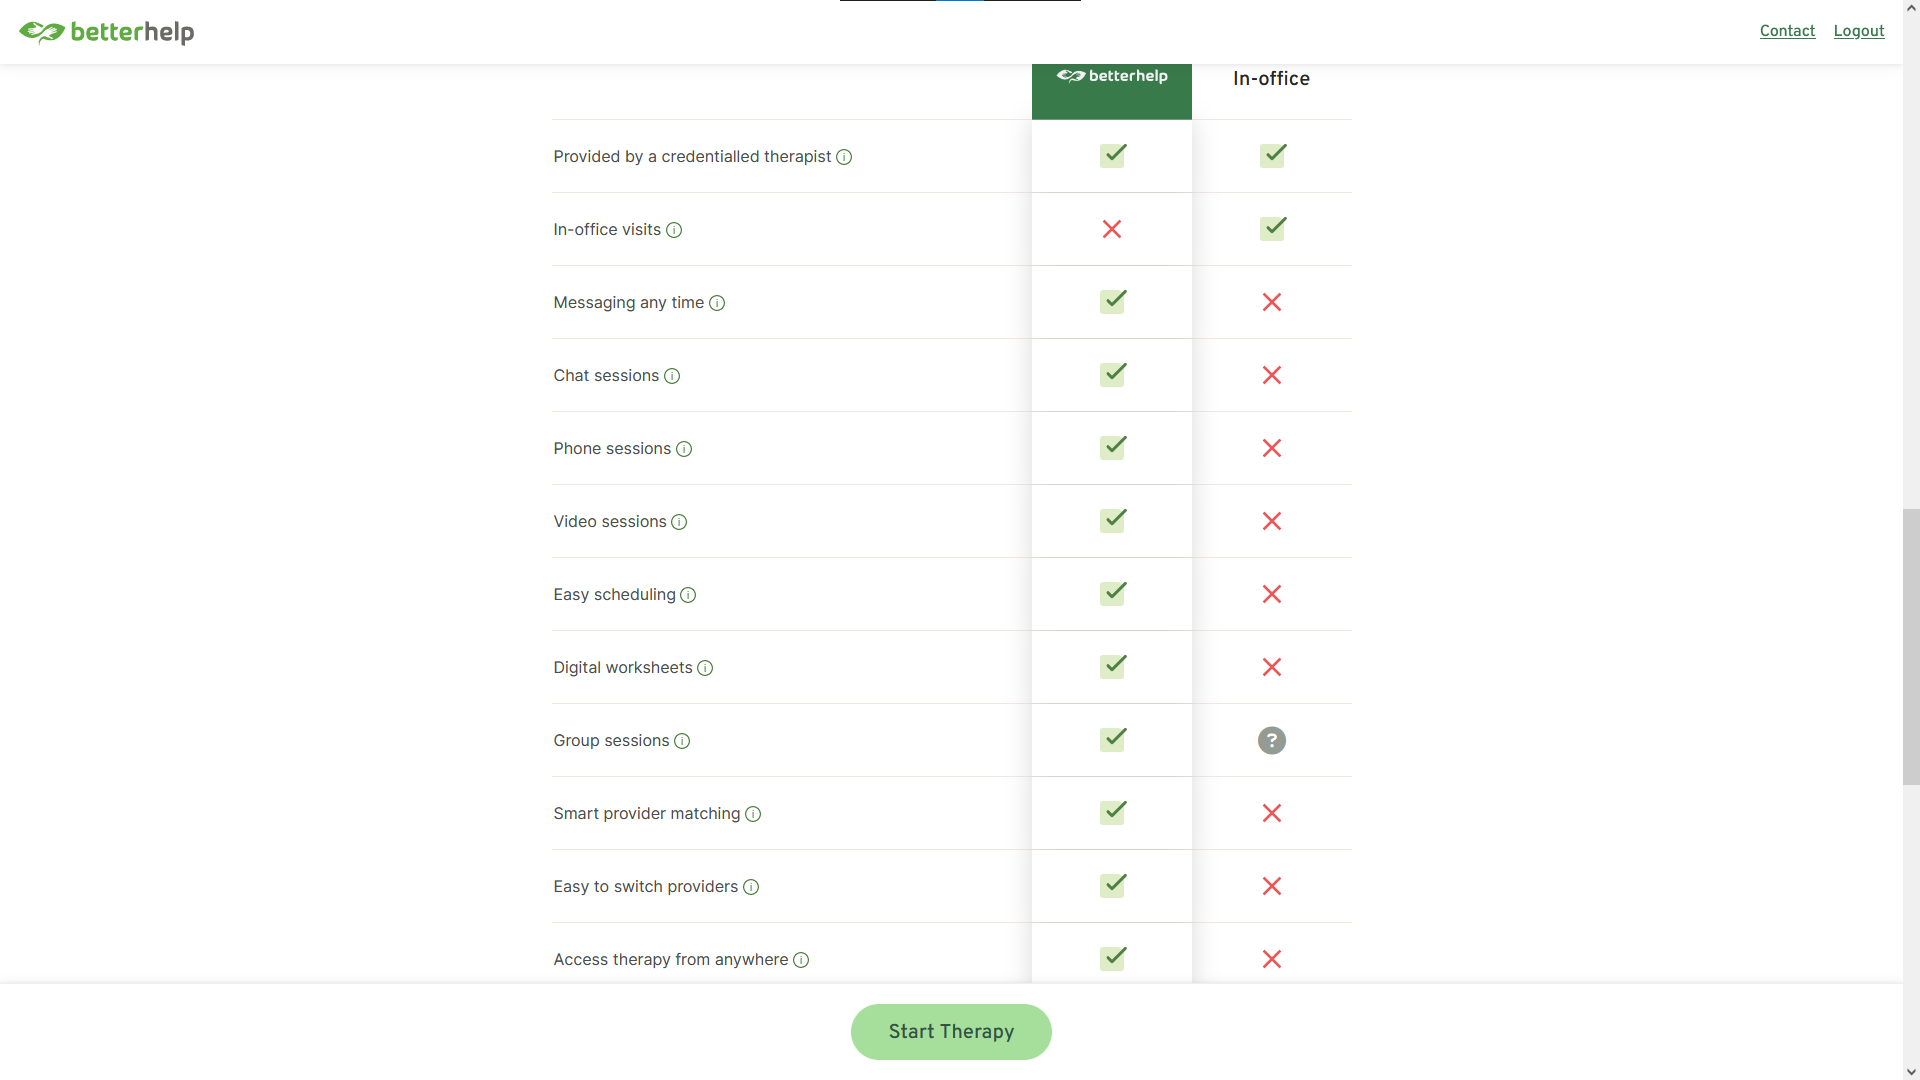 betterhelp
Contact
Logout
betterhelp
In-office
Provided by a credentialled therapist
In-office visits
Messaging any time
Chat sessions
Phone sessions
Video sessions
Easy scheduling
Digital worksheets
Group sessions
?
Smart provider matching
Easy to switch providers
Access therapy from anywhere
Start Therapy